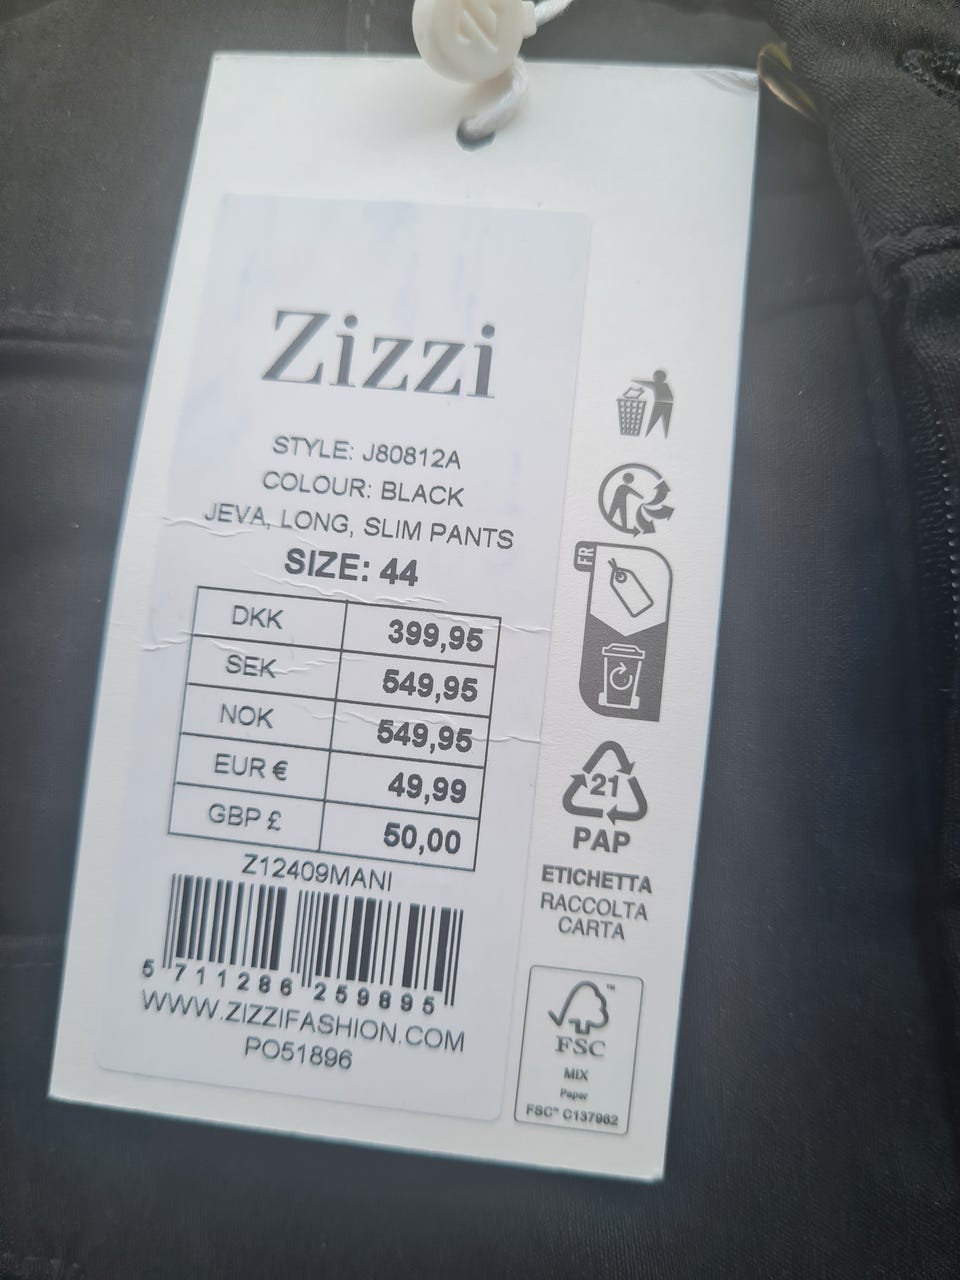 Zizzi
STYLE: J80812A
COLOUR: BLACK
JEVA, LONG, SLIM PANTS
SIZE: 44
DKK 399,95
SEK 549,95
NOK 549,95
EUR € 49,99
GBP £ 50,00
Z12409MANI
5 711286 259895
WWW.ZIZZIFASHION.COM
PO51896
FR
21
PAP
ETICHETTA
RACCOLTA
CARTA
FSC
MIX
Paper
FSC™ C137962